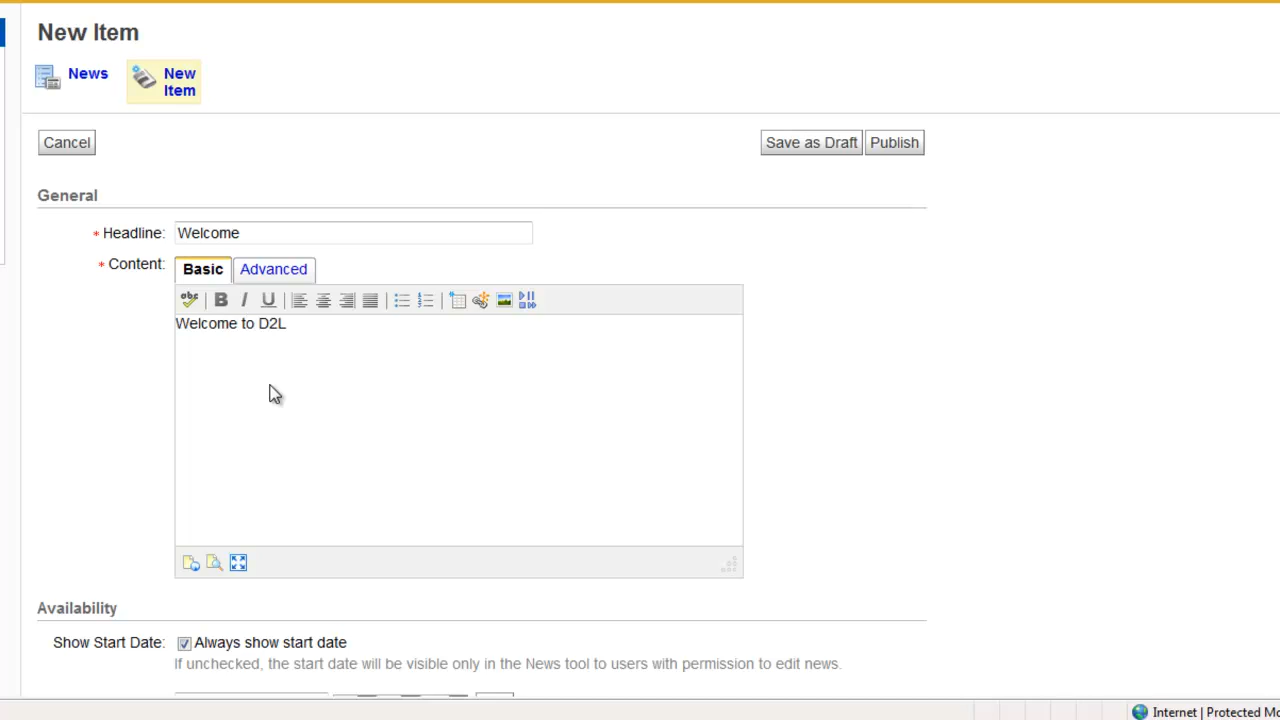 New Item
News
New
Item
Cancel
Save as Draft
Publish
General
* Headline: Welcome
* Content: Basic Advanced
abc B I U
Welcome to D2L
Availability
Show Start Date: Always show start date
If unchecked, the start date will be visible only in the News tool to users with permission to edit news.
Internet | Protected Mo